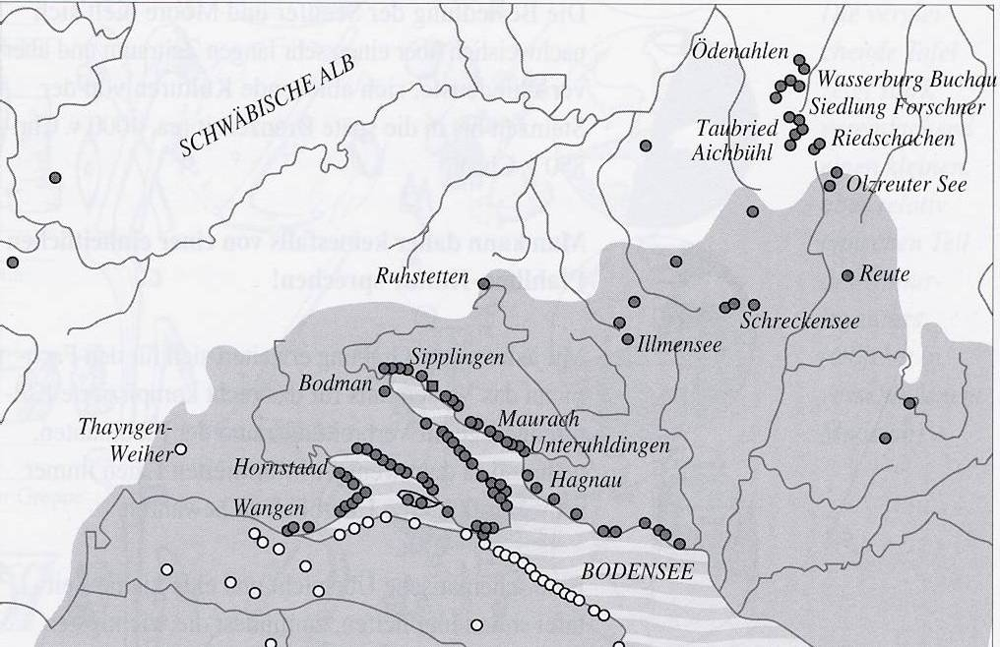 Ödenahlen
Wasserburg Buchau
SCHWÄBISCHE ALB
Siedlung Forschner
Taubried
Riedschachen
Aichbühl
Olzreuter See
Ruhstetten
Reute
Schreckensee
Illmensee
Sipplingen
Bodman
Maurach
Thayngen-
Weiher
Unteruhldingen
Hornstaad
Hagnau
Wangen
BODENSEE